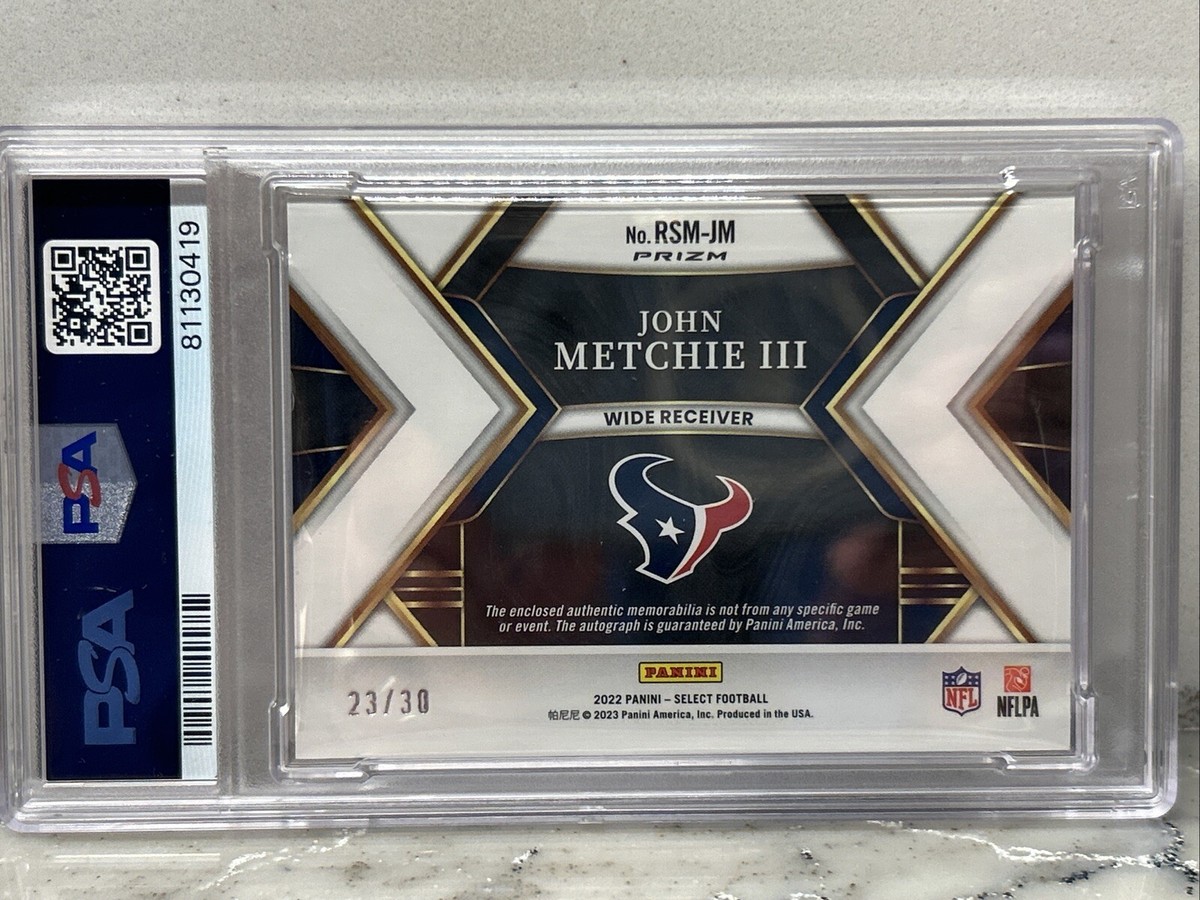 81130419
PSA
PSA
No. RSM-JM
PRIZM
JOHN
METCHIE III
WIDE RECEIVER
The enclosed authentic memorabilia is not from any specific game
or event. The autograph is guaranteed by Panini America, Inc.
PANINI
23/30
2022 PANINI – SELECT FOOTBALL
帕尼尼 © 2023 Panini America, Inc. Produced in the USA.
NFL
NFLPA